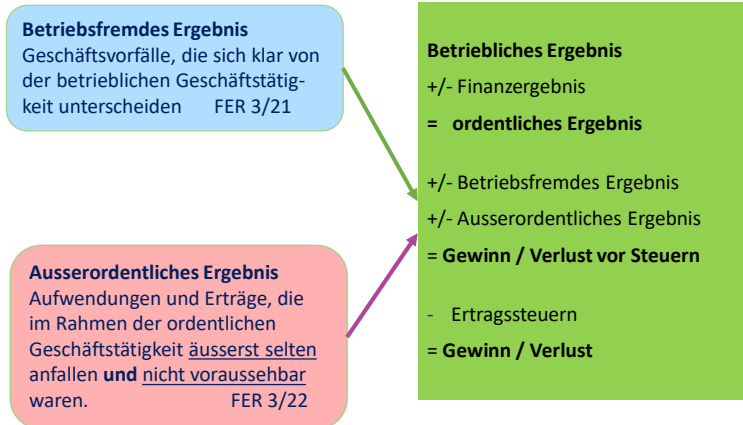 Betriebsfremdes Ergebnis
Geschäftsvorfälle, die sich klar von
der betrieblichen Geschäftstätig-
keit unterscheiden FER 3/21
Ausserordentliches Ergebnis
Aufwendungen und Erträge, die
im Rahmen der ordentlichen
Geschäftstätigkeit äusserst selten
anfallen und nicht voraussehbar
waren. FER 3/22
Betriebliches Ergebnis
+/- Finanzergebnis
= ordentliches Ergebnis
+/- Betriebsfremdes Ergebnis
+/- Ausserordentliches Ergebnis
= Gewinn / Verlust vor Steuern
- Ertragssteuern
= Gewinn / Verlust